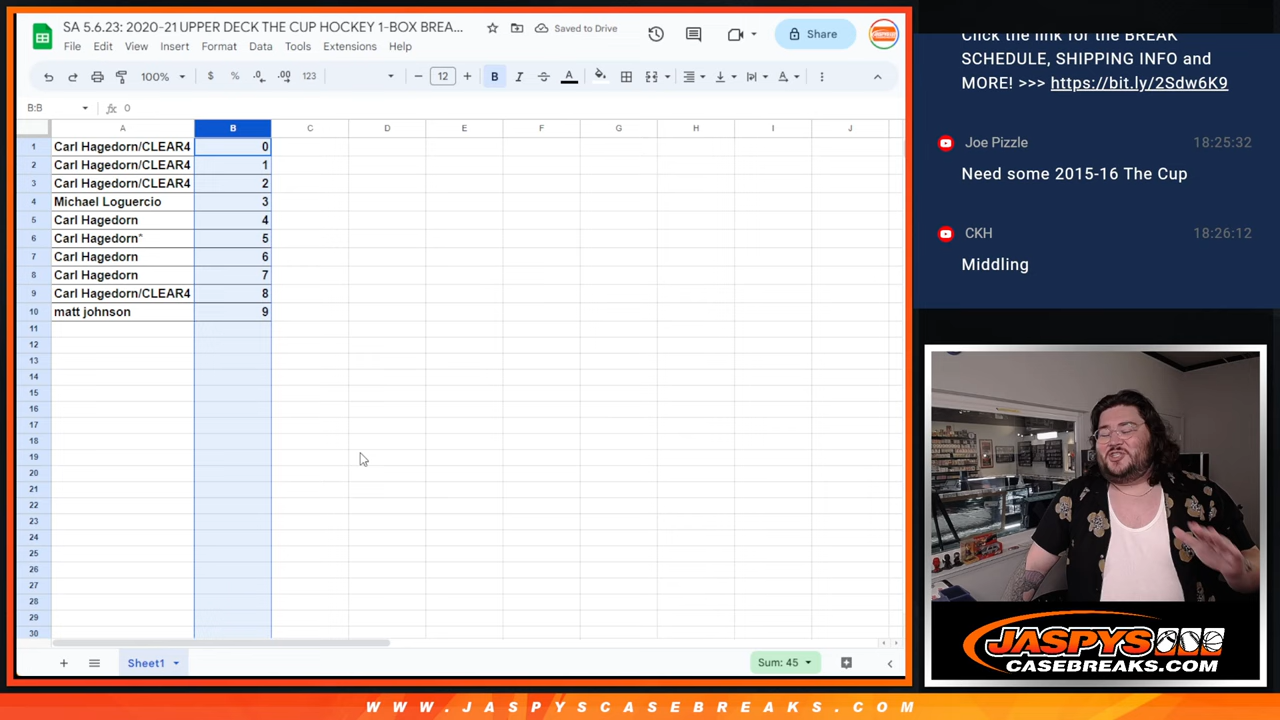 SA 5.6.23: 2020-21 UPPER DECK THE CUP HOCKEY 1-BOX BREA...
Saved to Drive
Share
File Edit View Insert Format Data Tools Extensions Help
100% $ % .0 .00 123 12 B I A
B:B fx 0
A B C D E F G H I J
1 Carl Hagedorn/CLEAR4 0
2 Carl Hagedorn/CLEAR4 1
3 Carl Hagedorn/CLEAR4 2
4 Michael Loguercio 3
5 Carl Hagedorn 4
6 Carl Hagedorn* 5
7 Carl Hagedorn 6
8 Carl Hagedorn 7
9 Carl Hagedorn/CLEAR4 8
10 matt johnson 9
11
12
13
14
15
16
17
18
19
20
21
22
23
24
25
26
27
28
29
30
Sheet1
Sum: 45
Click the link for the BREAK
SCHEDULE, SHIPPING INFO and
MORE! >>> https://bit.ly/2Sdw6K9
Joe Pizzle 18:25:32
Need some 2015-16 The Cup
CKH 18:26:12
Middling
JASPYS
CASEBREAKS.COM
WWW.JASPYSCASEBREAKS.COM